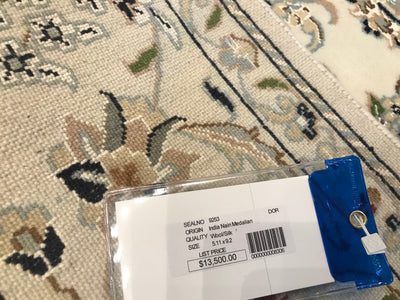 DOR
SEALNO 9253
ORIGIN India Nain Medalian
QUALITY Wool/Silk
SIZE 5.11 x 9.2
LIST PRICE
$13,500.00